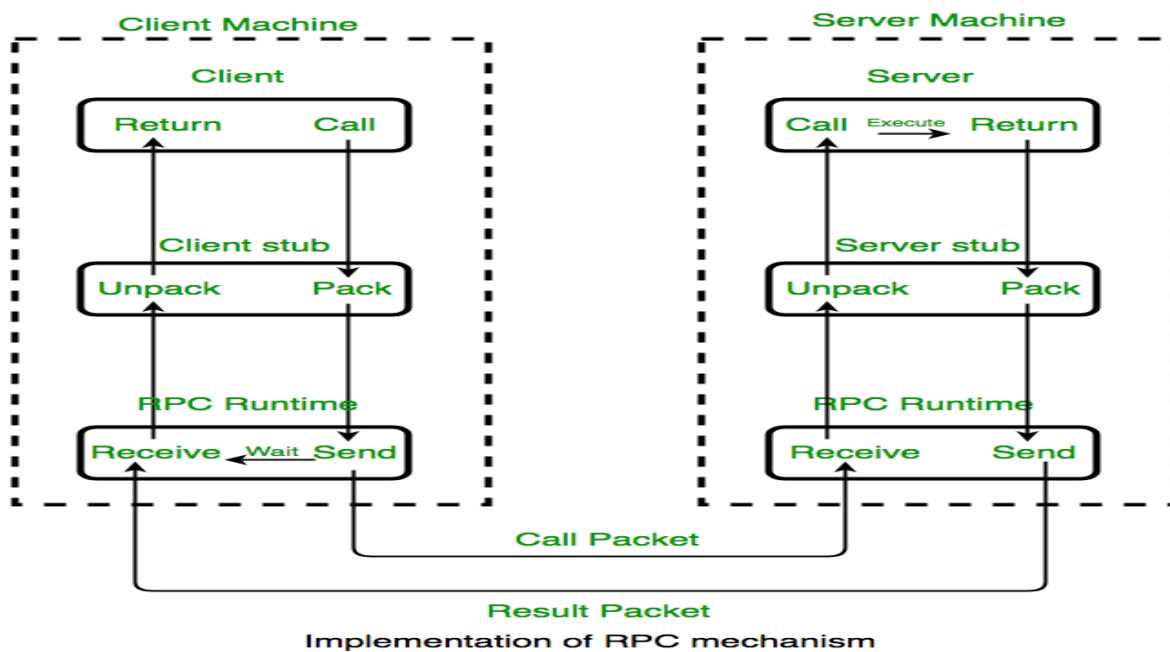 Client Machine
Server Machine
Client
Server
Return Call
Call Execute Return
Client stub
Server stub
Unpack Pack
Unpack Pack
RPC Runtime
RPC Runtime
Receive Wait Send
Receive Send
Call Packet
Result Packet
Implementation of RPC mechanism